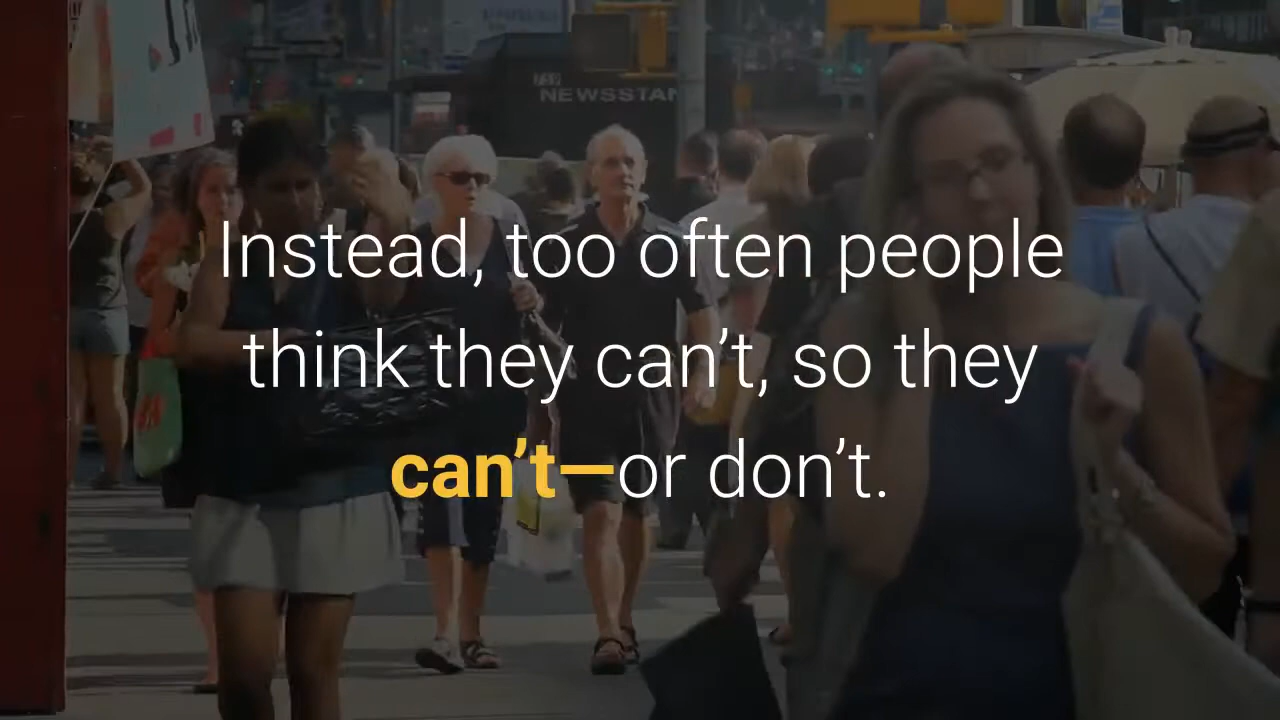 NEWSSTAN
Instead, too often people
think they can’t, so they
can’t—or don’t.